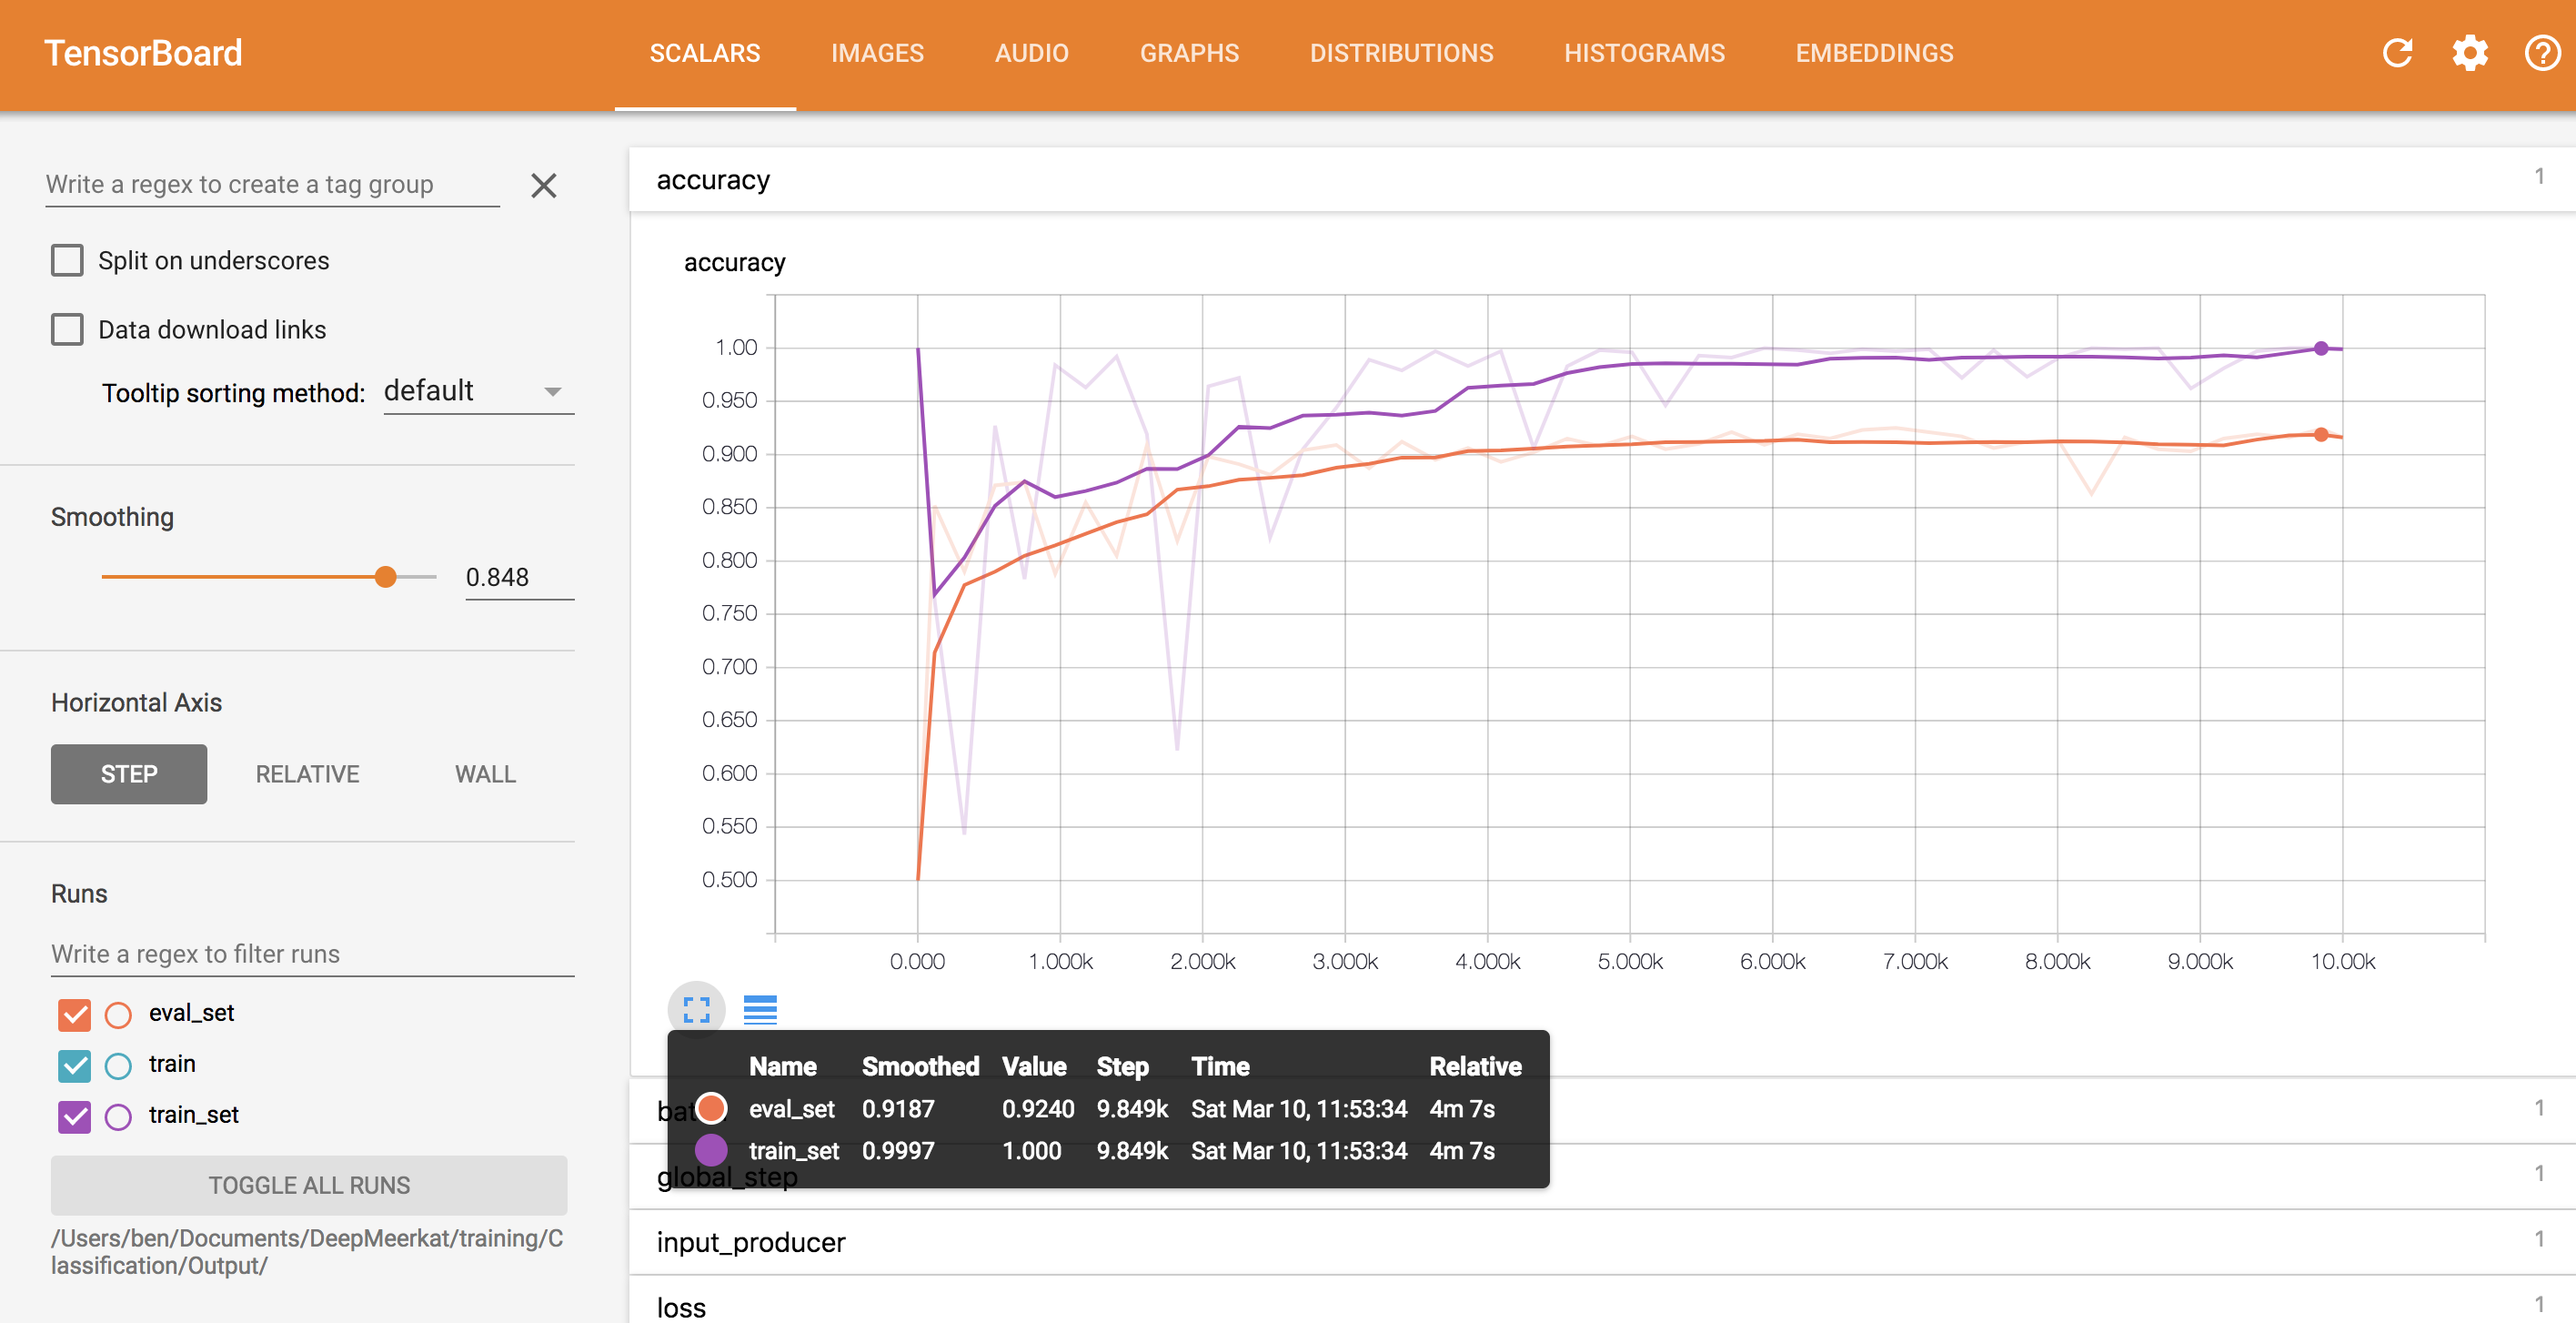 TensorBoard
SCALARS IMAGES AUDIO GRAPHS DISTRIBUTIONS HISTOGRAMS EMBEDDINGS
Write a regex to create a tag group
Split on underscores
Data download links
Tooltip sorting method: default
Smoothing
0.848
Horizontal Axis
STEP RELATIVE WALL
Runs
Write a regex to filter runs
eval_set
train
train_set
TOGGLE ALL RUNS
/Users/ben/Documents/DeepMeerkat/training/C
lassification/Output/
accuracy 1
accuracy
1.00
0.950
0.900
0.850
0.800
0.750
0.700
0.650
0.600
0.550
0.500
0.000 1.000k 2.000k 3.000k 4.000k 5.000k 6.000k 7.000k 8.000k 9.000k 10.00k
Name Smoothed Value Step Time Relative
eval_set 0.9187 0.9240 9.849k Sat Mar 10, 11:53:34 4m 7s
train_set 0.9997 1.000 9.849k Sat Mar 10, 11:53:34 4m 7s
1
global_step 1
input_producer 1
loss 1